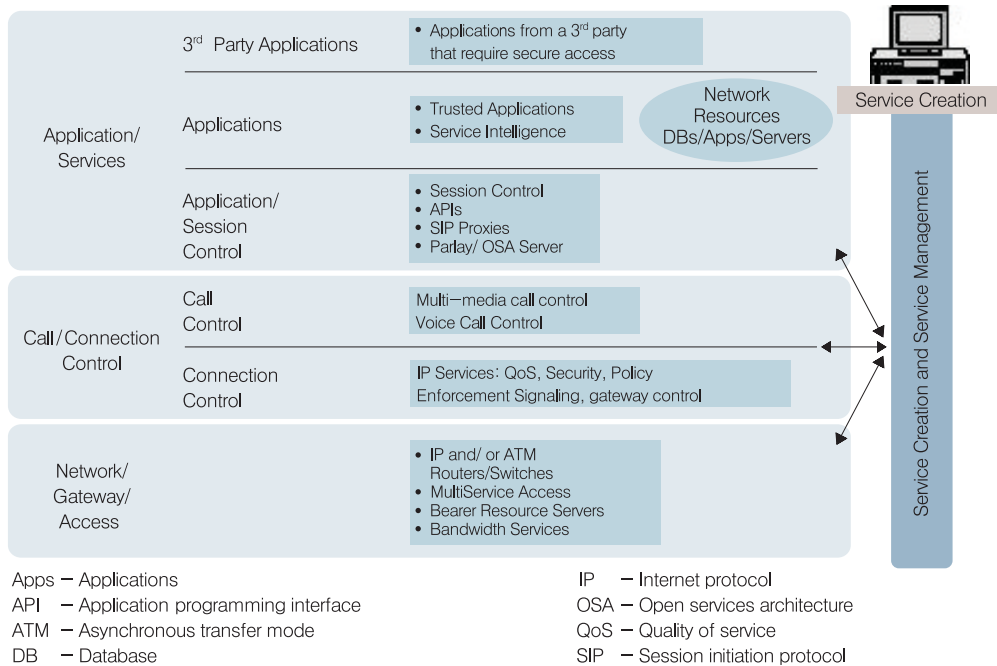 3rd Party Applications
• Applications from a 3rd party
that require secure access
Application/
Services
Applications
• Trusted Applications
• Service Intelligence
Network
Resources
DBs/Apps/Servers
Application/
Session
Control
• Session Control
• APIs
• SIP Proxies
• Parlay/ OSA Server
Service Creation
Service Creation and Service Management
Call/Connection
Control
Call
Control
Multi-media call control
Voice Call Control
Connection
Control
IP Services: QoS, Security, Policy
Enforcement Signaling, gateway control
Network/
Gateway/
Access
• IP and/ or ATM
Routers/Switches
• MultiService Access
• Bearer Resource Servers
• Bandwidth Services
Apps – Applications
API – Application programming interface
ATM – Asynchronous transfer mode
DB – Database
IP – Internet protocol
OSA – Open services architecture
QoS – Quality of service
SIP – Session initiation protocol